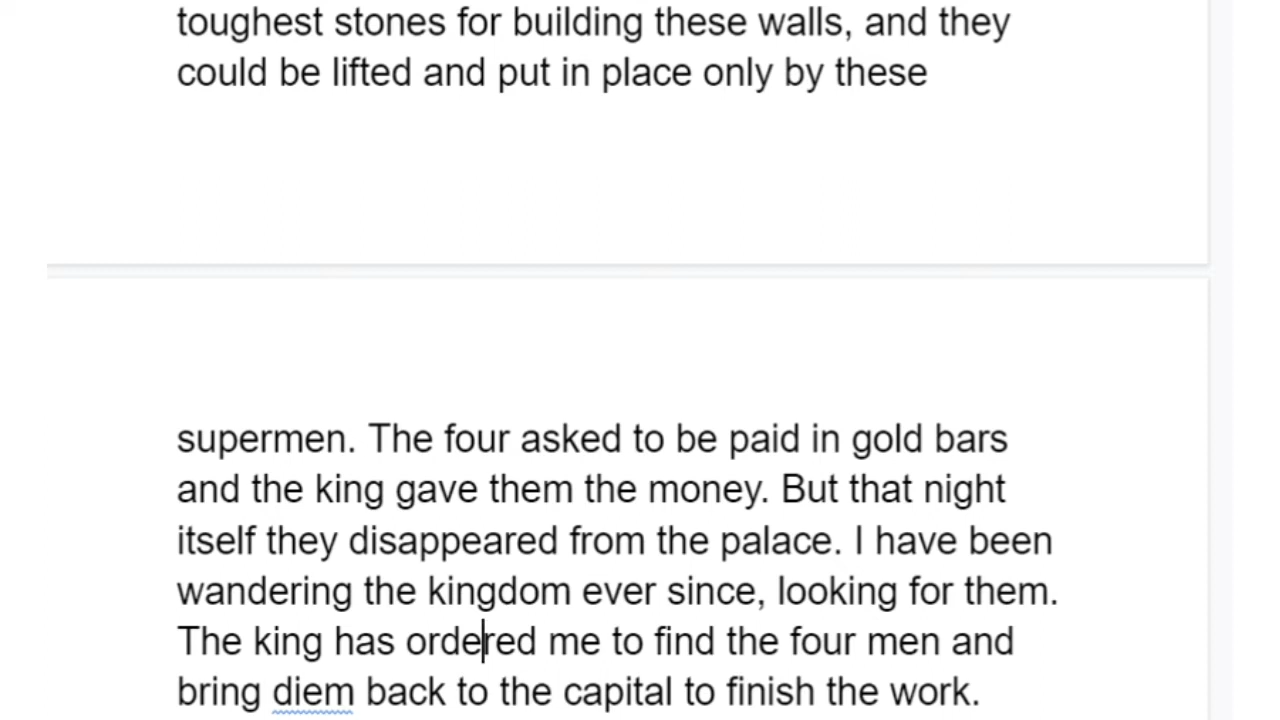 toughest stones for building these walls, and they
could be lifted and put in place only by these
supermen. The four asked to be paid in gold bars
and the king gave them the money. But that night
itself they disappeared from the palace. I have been
wandering the kingdom ever since, looking for them.
The king has ordered me to find the four men and
bring diem back to the capital to finish the work.